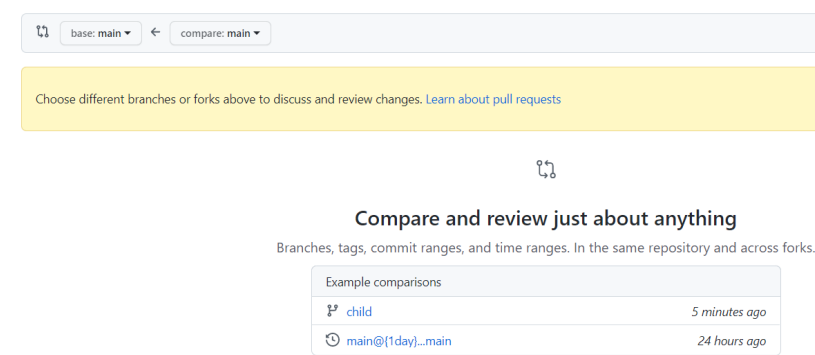 base: main compare: main
Choose different branches or forks above to discuss and review changes. Learn about pull requests
Compare and review just about anything
Branches, tags, commit ranges, and time ranges. In the same repository and across forks.
Example comparisons
child 5 minutes ago
main@{1day}...main 24 hours ago